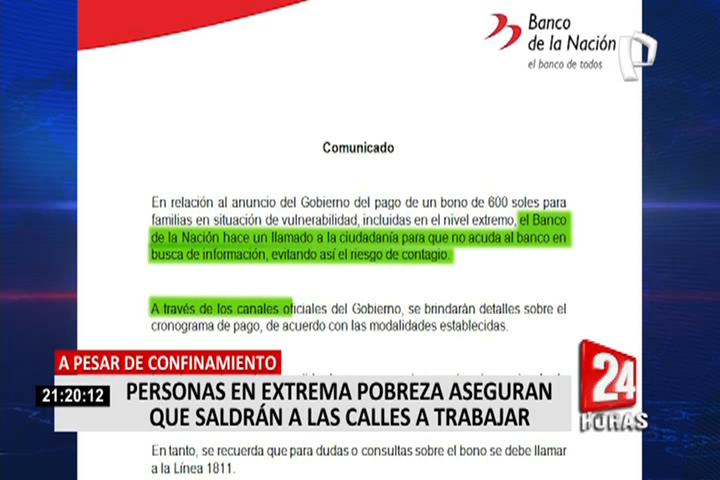 Banco
de la Nación
el banco de todos
P
Comunicado
En relación al anuncio del Gobierno del pago de un bono de 600 soles para
familias en situación de vulnerabilidad, incluidas en el nivel extremo, el Banco
de la Nación hace un llamado a la ciudadanía para que no acuda al banco en
busca de información, evitando así el riesgo de contagio.
A través de los canales oficiales del Gobierno, se brindarán detalles sobre el
cronograma de pago, de acuerdo con las modalidades establecidas.
A PESAR DE CONFINAMIENTO
21:20:12
PERSONAS EN EXTREMA POBREZA ASEGURAN
QUE SALDRÁN A LAS CALLES A TRABAJAR
24
HORAS
En tanto, se recuerda que para dudas o consultas sobre el bono se debe llamar
a la Línea 1811.